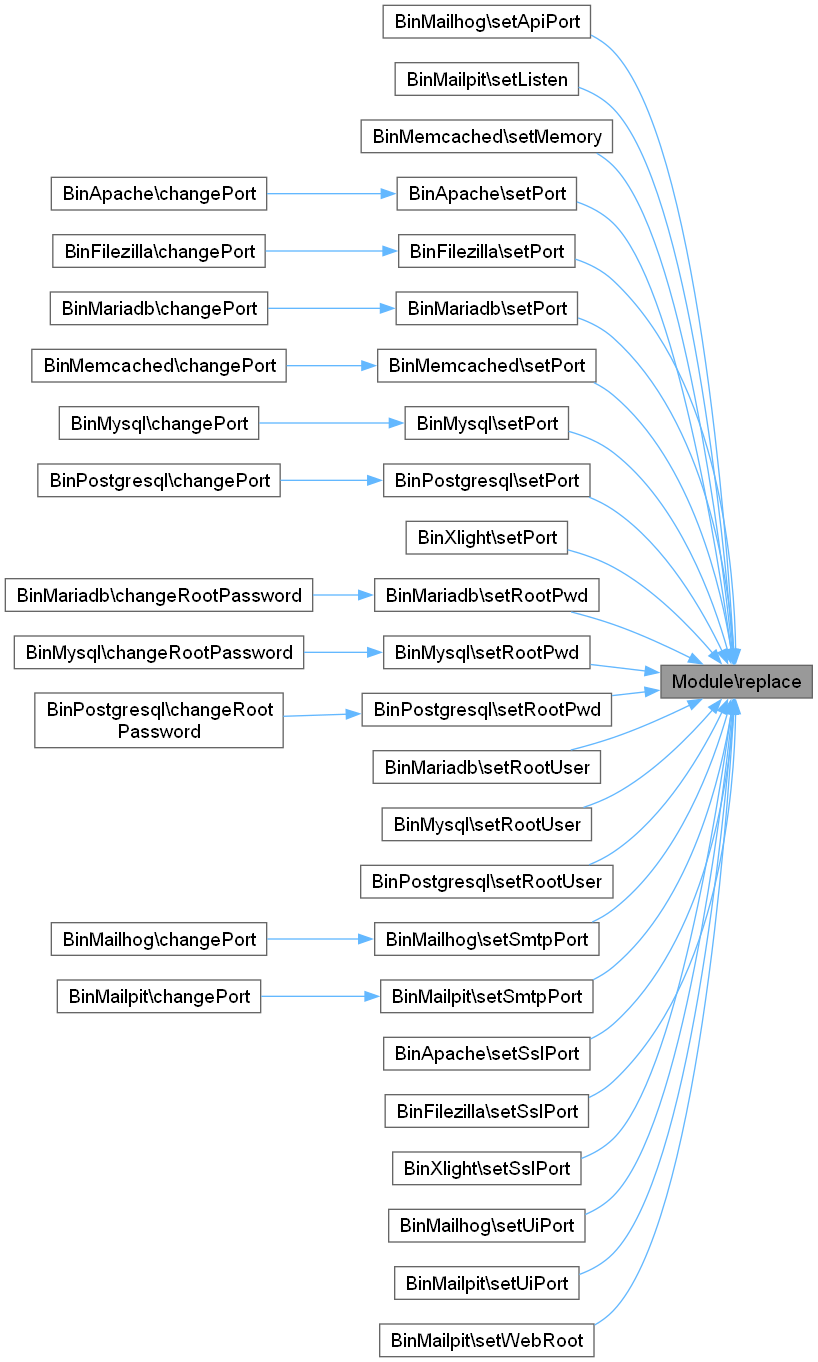 BinMailhog\setApiPort
BinMailpit\setListen
BinMemcached\setMemory
BinApache\changePort
BinApache\setPort
BinFilezilla\changePort
BinFilezilla\setPort
BinMariadb\changePort
BinMariadb\setPort
BinMemcached\changePort
BinMemcached\setPort
BinMysql\changePort
BinMysql\setPort
BinPostgresql\changePort
BinPostgresql\setPort
BinXlight\setPort
BinMariadb\changeRootPassword
BinMariadb\setRootPwd
BinMysql\changeRootPassword
BinMysql\setRootPwd
Module\replace
BinPostgresql\changeRoot
Password
BinPostgresql\setRootPwd
BinMariadb\setRootUser
BinMysql\setRootUser
BinPostgresql\setRootUser
BinMailhog\changePort
BinMailhog\setSmtpPort
BinMailpit\changePort
BinMailpit\setSmtpPort
BinApache\setSslPort
BinFilezilla\setSslPort
BinXlight\setSslPort
BinMailhog\setUiPort
BinMailpit\setUiPort
BinMailpit\setWebRoot